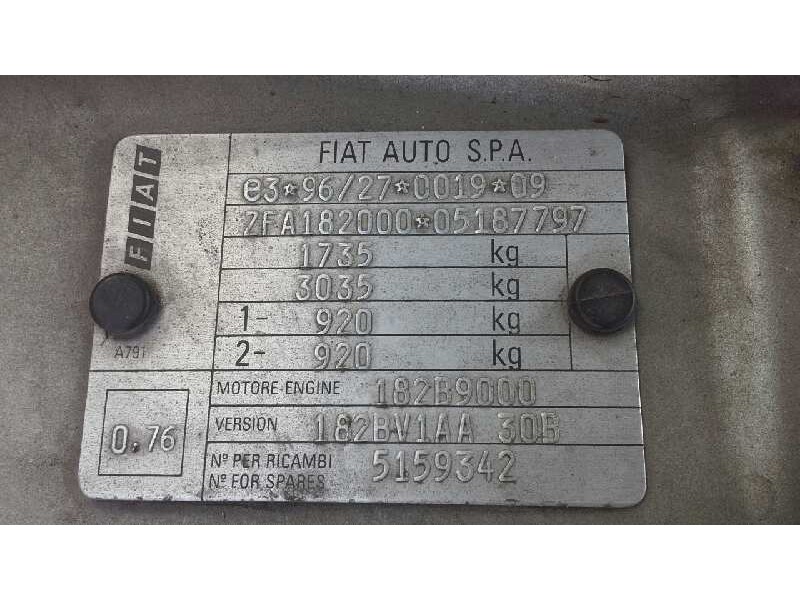 FIAT
FIAT AUTO S.P.A.
e3*96/27*0019*09
ZFA182000*05187797
1735 kg
3035 kg
1- 920 kg
2- 920 kg
A791
MOTORE-ENGINE 182B9000
VERSION 182BV1AA 30B
0.76
Nº PER RICAMBI
Nº FOR SPARES 5159342